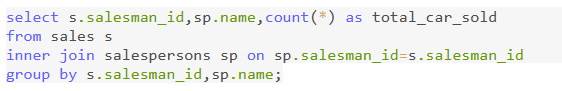 select s.salesman_id,sp.name,count(*) as total_car_sold
from sales s
inner join salespersons sp on sp.salesman_id=s.salesman_id
group by s.salesman_id,sp.name;